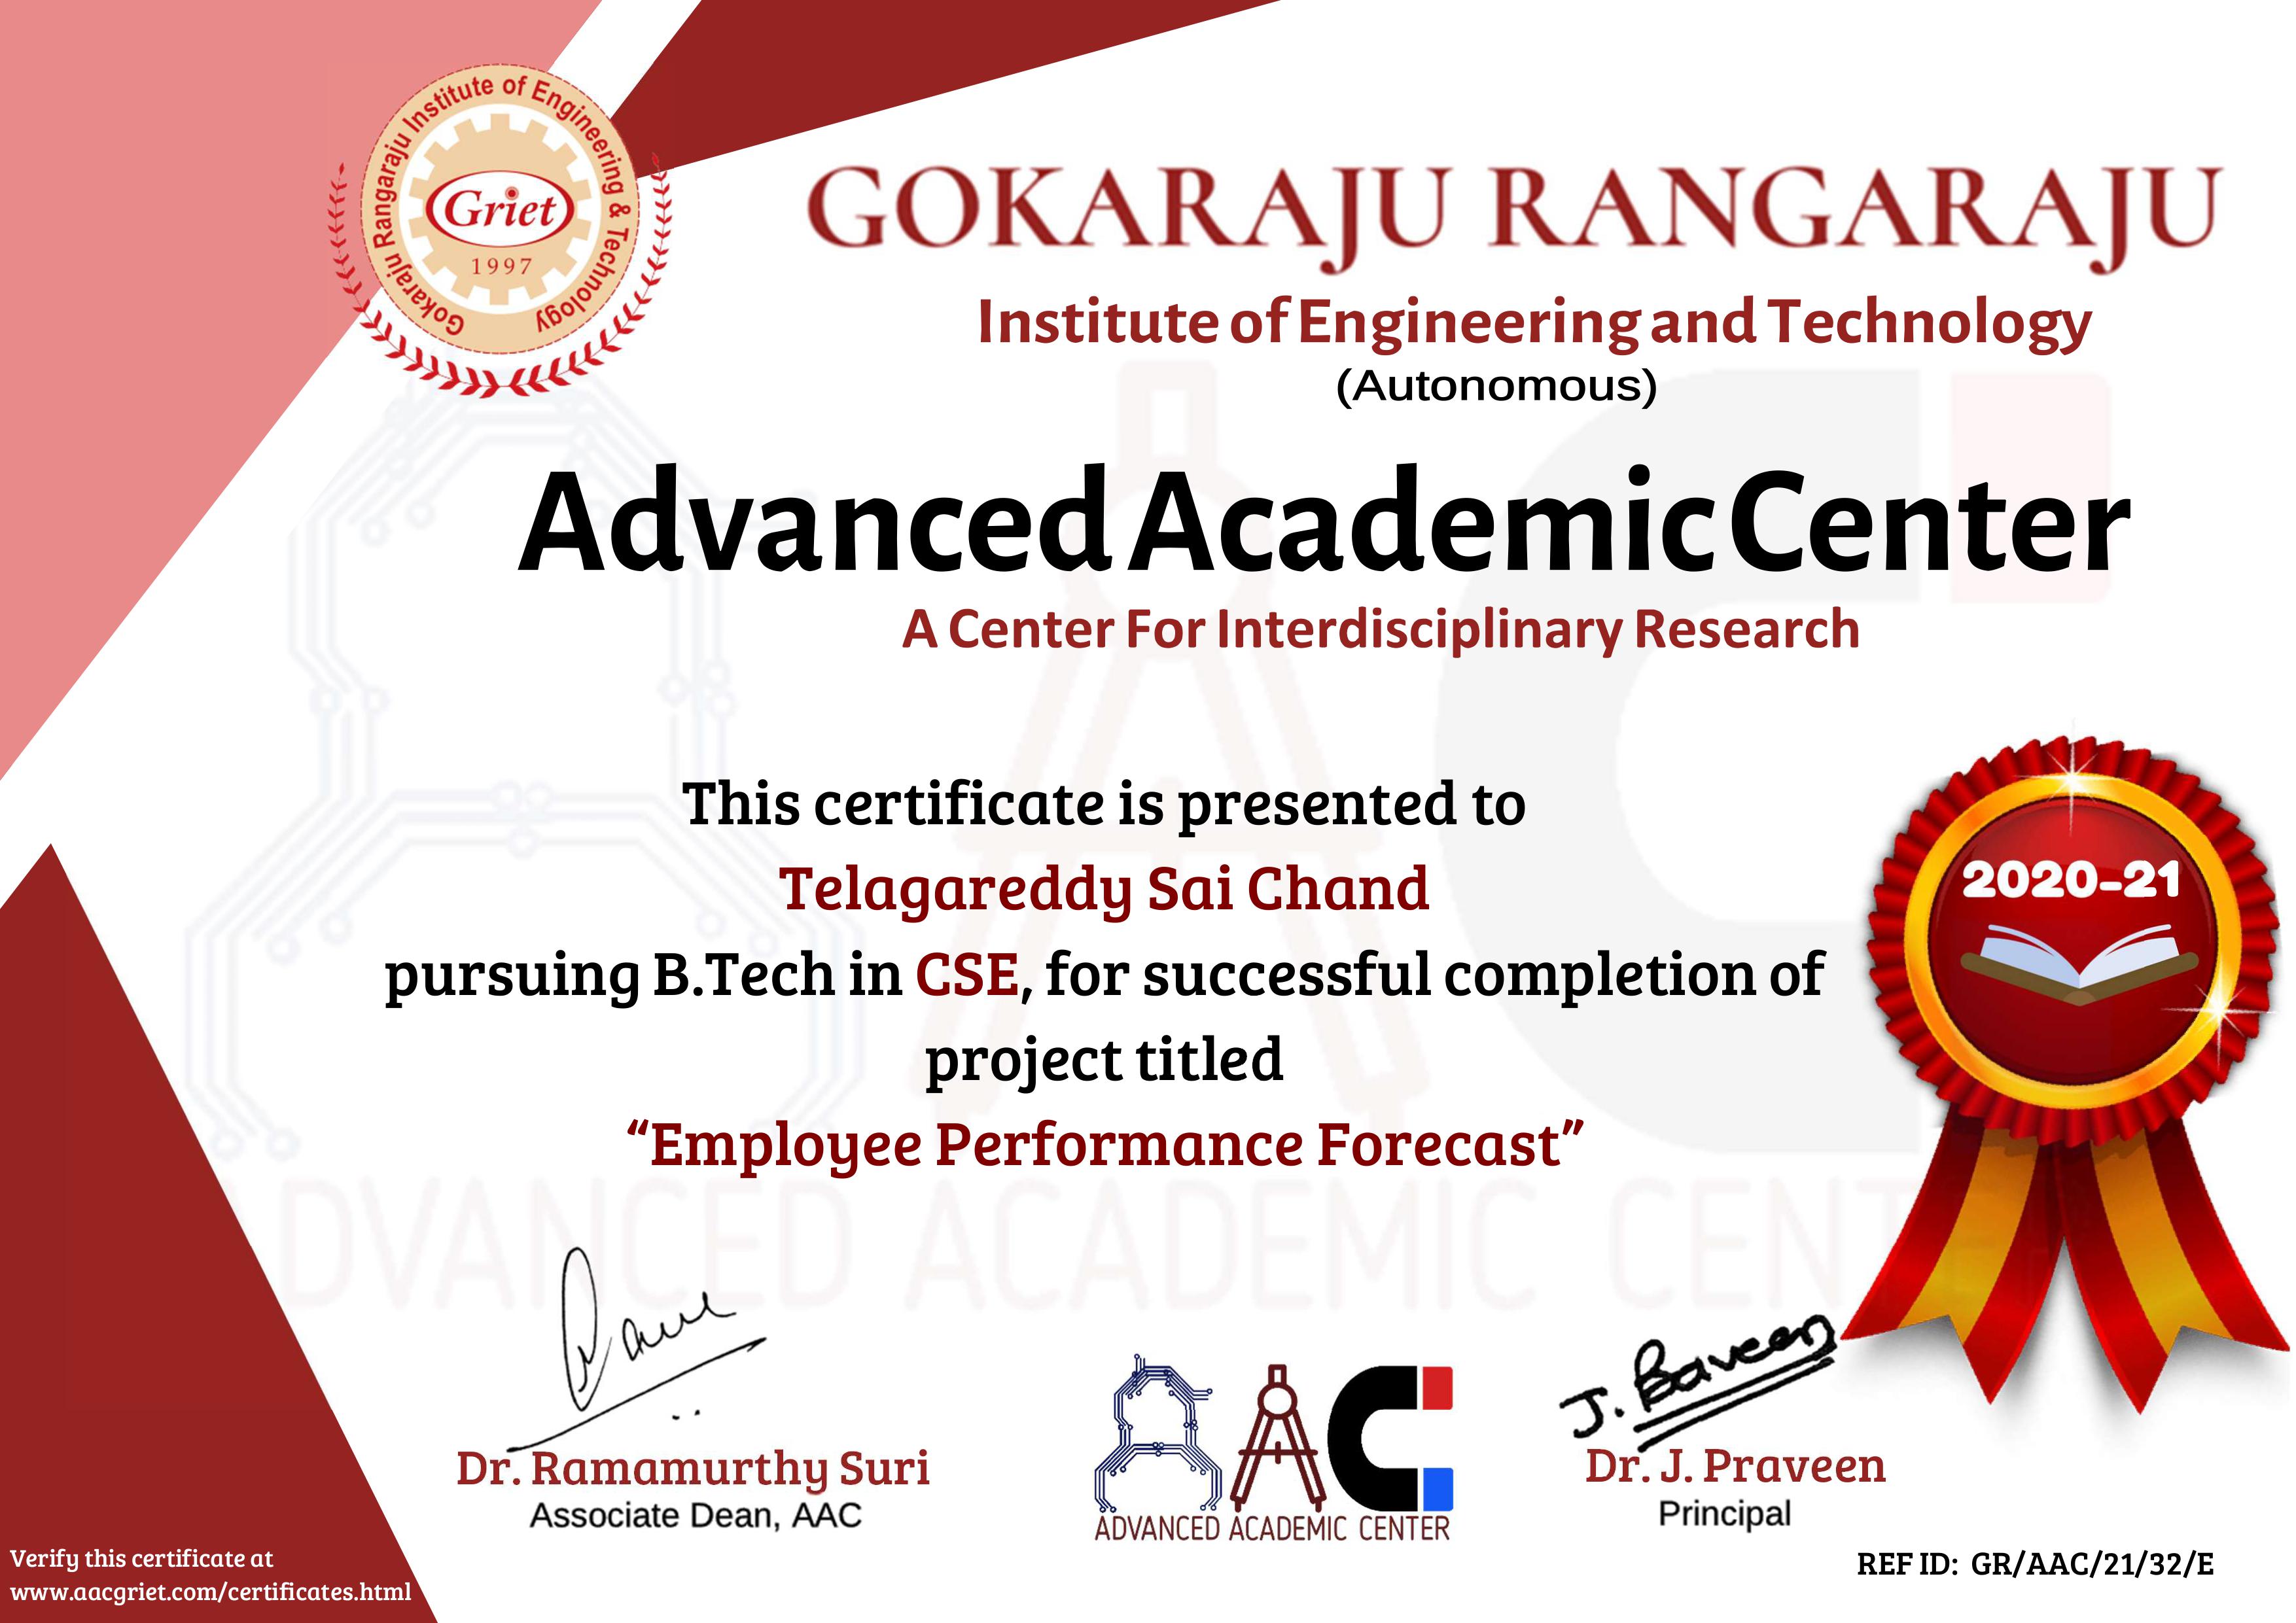 Gokaraju Rangaraju Institute of Engineering & Technology
Griet
1997
GOKARAJU RANGARAJU
Institute of Engineering and Technology
(Autonomous)
Advanced Academic Center
A Center For Interdisciplinary Research
This certificate is presented to
Telagareddy Sai Chand
pursuing B.Tech in CSE, for successful completion of
project titled
“Employee Performance Forecast”
2020-21
ADVANCED ACADEMIC CENT
J. Praveen
Dr. Ramamurthy Suri
Associate Dean, AAC
AAC
ADVANCED ACADEMIC CENTER
Dr. J. Praveen
Principal
Verify this certificate at
www.aacgriet.com/certificates.html
REF ID: GR/AAC/21/32/E